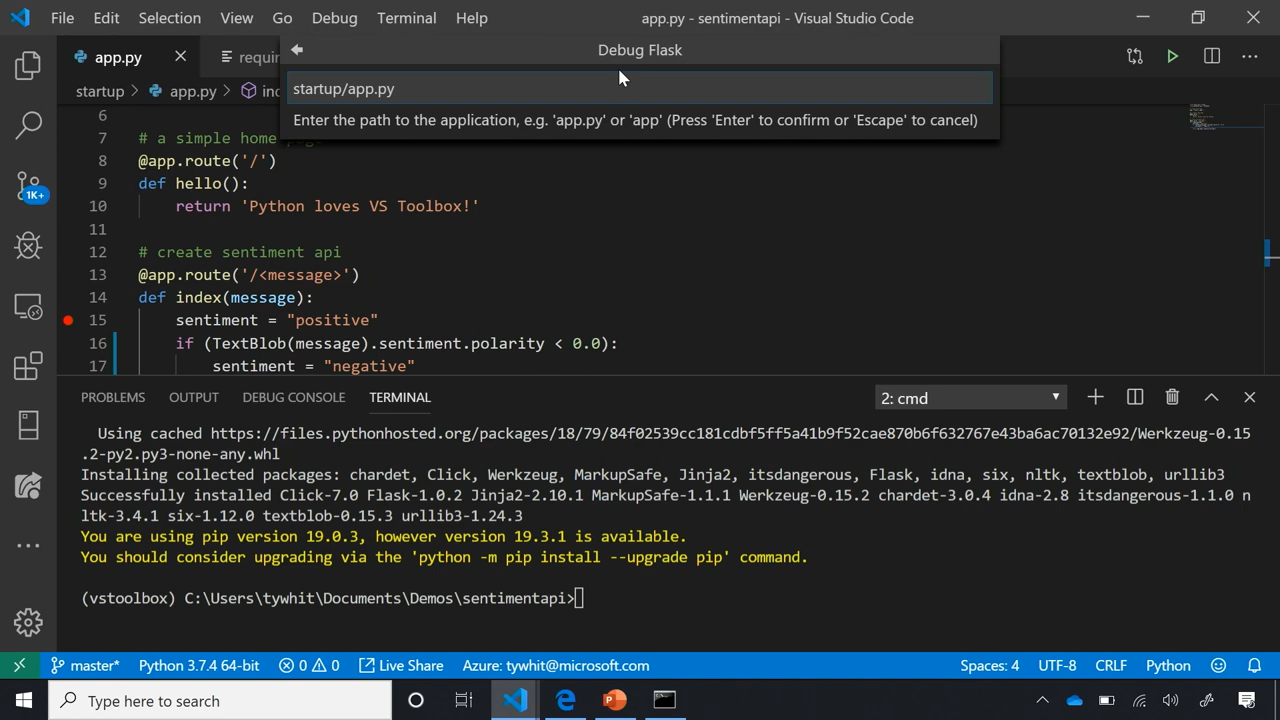 File Edit Selection View Go Debug Terminal Help app.py - sentimentapi - Visual Studio Code
app.py
Debug Flask
startup app.py
startup/app.py
Enter the path to the application, e.g. 'app.py' or 'app' (Press 'Enter' to confirm or 'Escape' to cancel)
6
7 # a simple home
8 @app.route('/')
9 def hello():
10 return 'Python loves VS Toolbox!'
11
12 # create sentiment api
13 @app.route('/<message>')
14 def index(message):
15 sentiment = "positive"
16 if (TextBlob(message).sentiment.polarity < 0.0):
17 sentiment = "negative"
1K+
PROBLEMS OUTPUT DEBUG CONSOLE TERMINAL 2: cmd
Using cached https://files.pythonhosted.org/packages/18/79/84f02539cc181cdbf5ff5a41b9f52cae870b6f632767e43ba6ac70132e92/Werkzeug-0.15
.2-py2.py3-none-any.whl
Installing collected packages: chardet, Click, Werkzeug, MarkupSafe, Jinja2, itsdangerous, Flask, idna, six, nltk, textblob, urllib3
Successfully installed Click-7.0 Flask-1.0.2 Jinja2-2.10.1 MarkupSafe-1.1.1 Werkzeug-0.15.2 chardet-3.0.4 idna-2.8 itsdangerous-1.1.0 n
ltk-3.4.1 six-1.12.0 textblob-0.15.3 urllib3-1.24.3
You are using pip version 19.0.3, however version 19.3.1 is available.
You should consider upgrading via the 'python -m pip install --upgrade pip' command.
(vstoolbox) C:\Users\tywhit\Documents\Demos\sentimentapi>
master* Python 3.7.4 64-bit 0 0 Live Share Azure: tywhit@microsoft.com Spaces: 4 UTF-8 CRLF Python
Type here to search